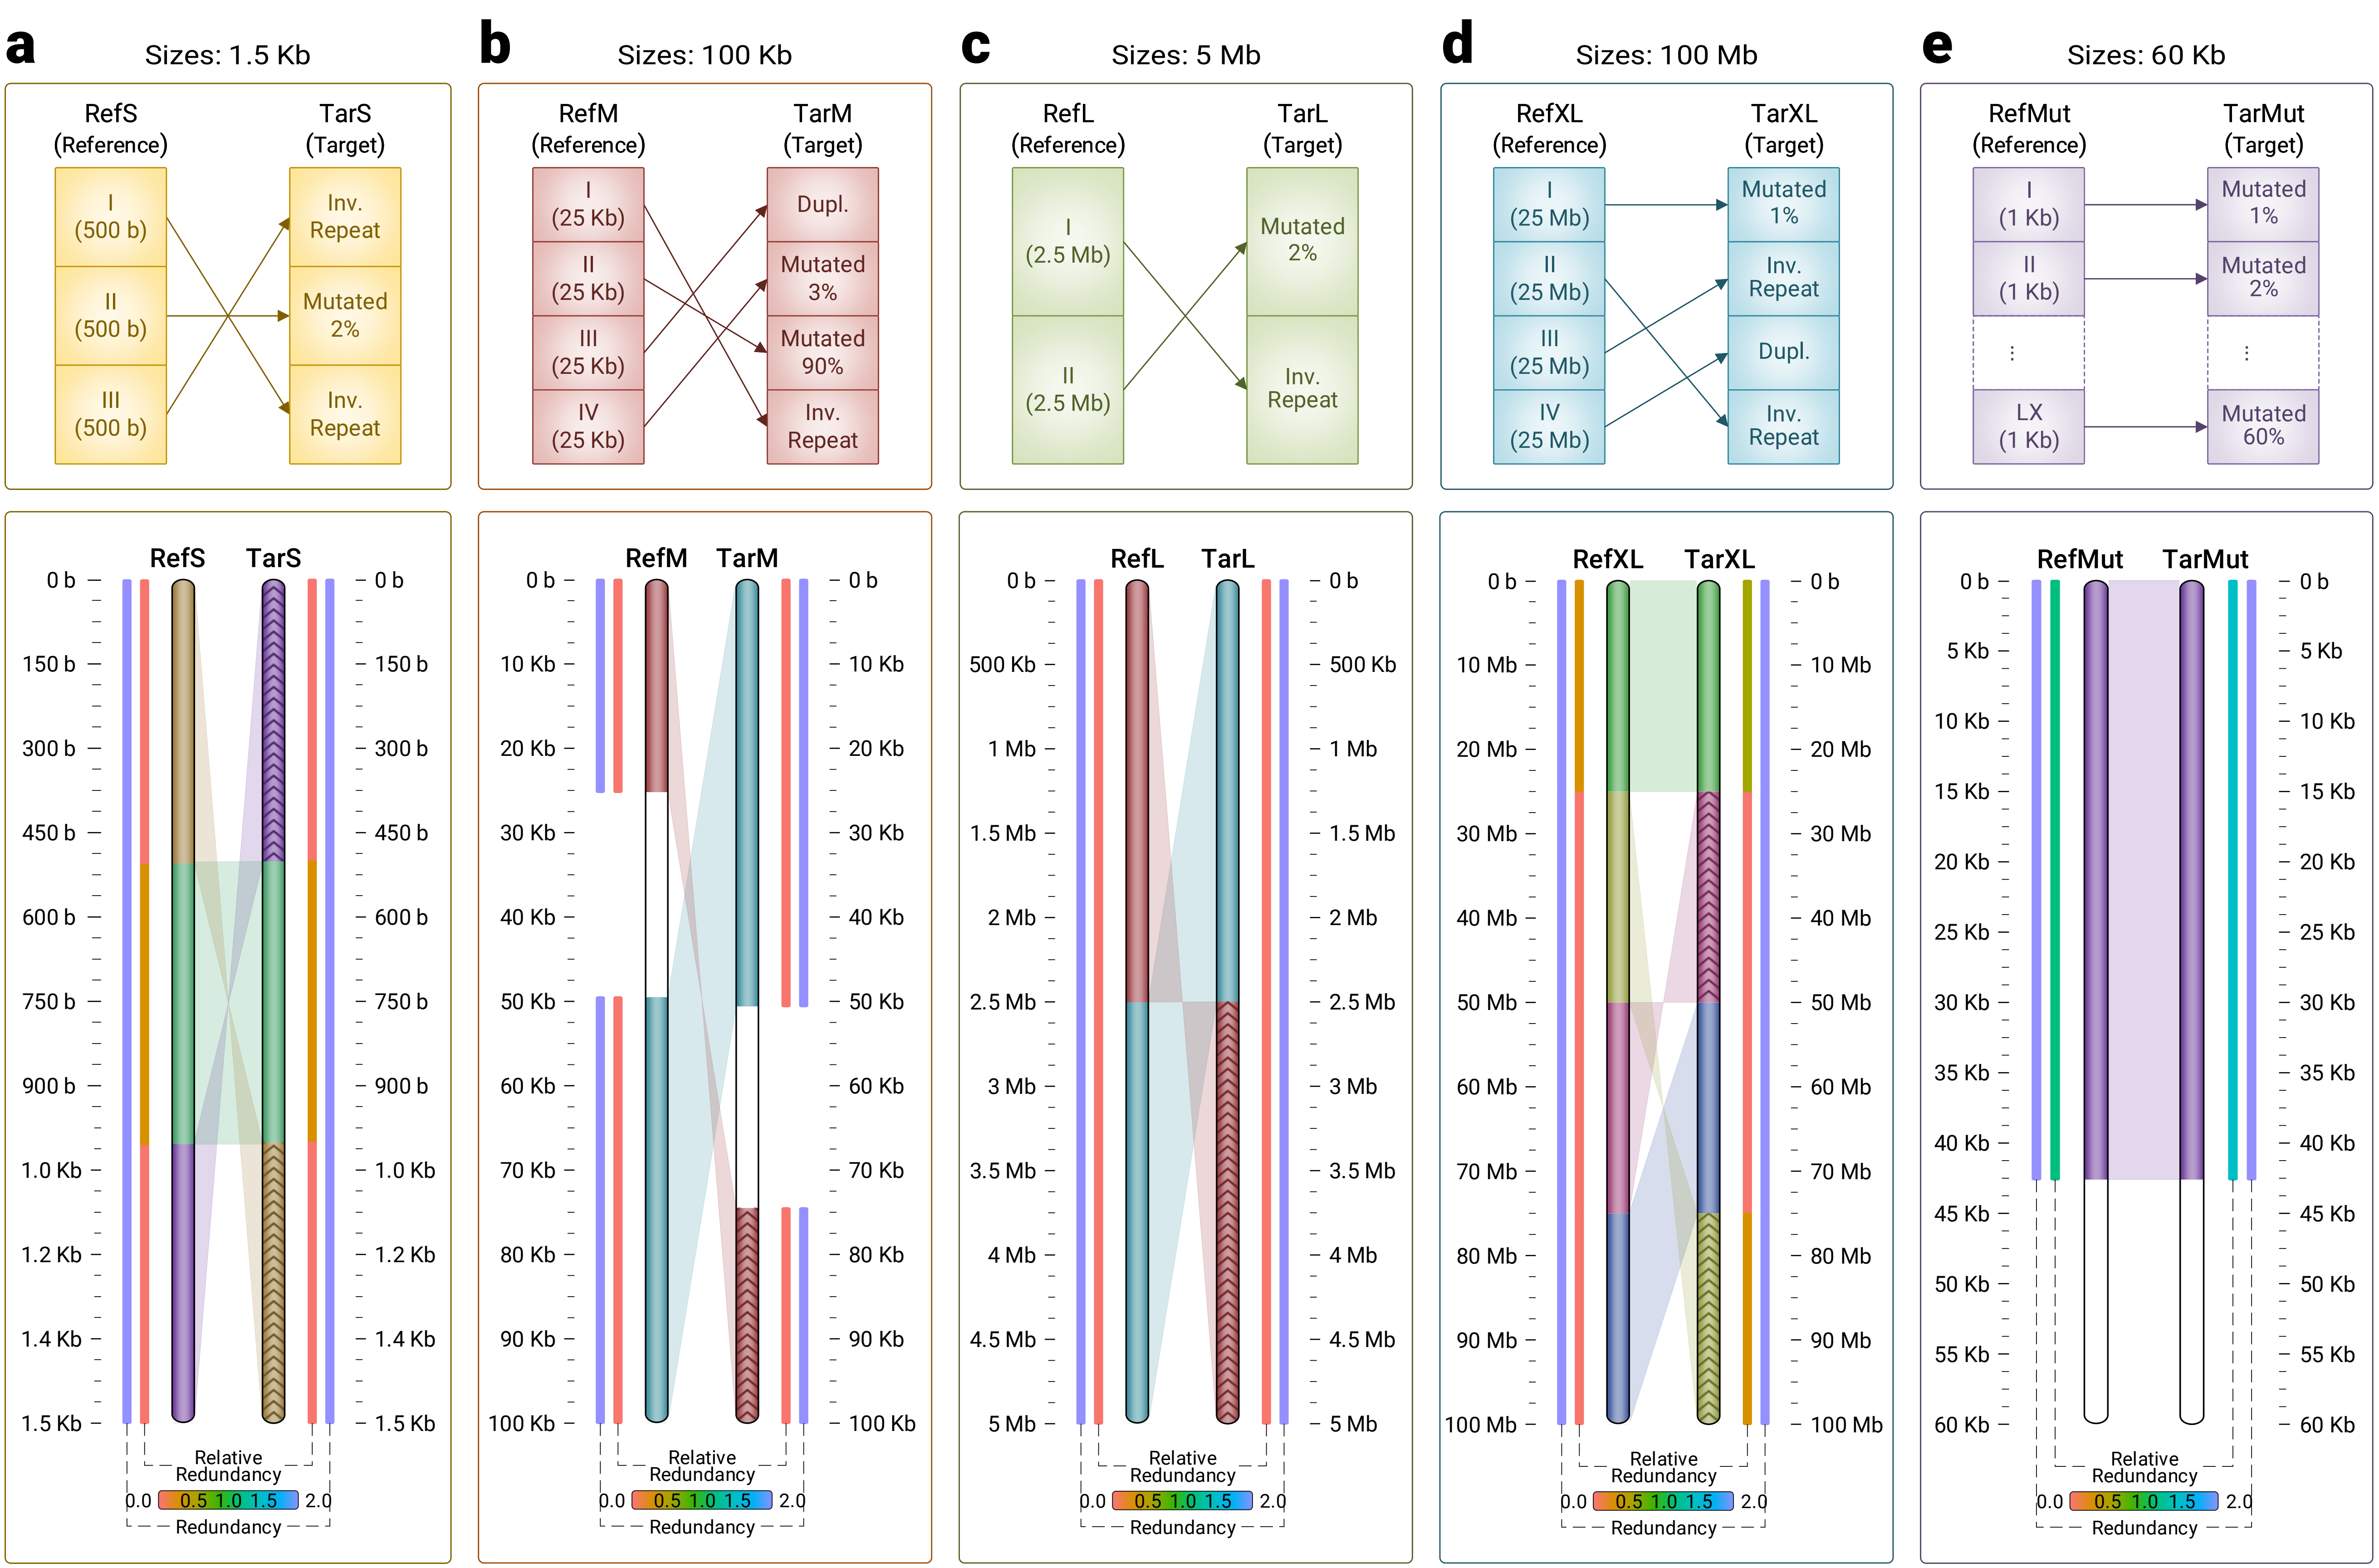 a
Sizes: 1.5 Kb
RefS
(Reference)
TarS
(Target)
I
(500 b)
II
(500 b)
III
(500 b)
Inv.
Repeat
Mutated
2%
Inv.
Repeat
RefS TarS
0 b
150 b
300 b
450 b
600 b
750 b
900 b
1.0 Kb
1.2 Kb
1.4 Kb
1.5 Kb
0 b
150 b
300 b
450 b
600 b
750 b
900 b
1.0 Kb
1.2 Kb
1.4 Kb
1.5 Kb
Relative
Redundancy
0.0 0.5 1.0 1.5 2.0
Redundancy
b
Sizes: 100 Kb
RefM
(Reference)
TarM
(Target)
I
(25 Kb)
II
(25 Kb)
III
(25 Kb)
IV
(25 Kb)
Dupl.
Mutated
3%
Mutated
90%
Inv.
Repeat
RefM TarM
0 b
10 Kb
20 Kb
30 Kb
40 Kb
50 Kb
60 Kb
70 Kb
80 Kb
90 Kb
100 Kb
0 b
10 Kb
20 Kb
30 Kb
40 Kb
50 Kb
60 Kb
70 Kb
80 Kb
90 Kb
100 Kb
Relative
Redundancy
0.0 0.5 1.0 1.5 2.0
Redundancy
c
Sizes: 5 Mb
RefL
(Reference)
TarL
(Target)
I
(2.5 Mb)
II
(2.5 Mb)
Mutated
2%
Inv.
Repeat
RefL TarL
0 b
500 Kb
1 Mb
1.5 Mb
2 Mb
2.5 Mb
3 Mb
3.5 Mb
4 Mb
4.5 Mb
5 Mb
0 b
500 Kb
1 Mb
1.5 Mb
2 Mb
2.5 Mb
3 Mb
3.5 Mb
4 Mb
4.5 Mb
5 Mb
Relative
Redundancy
0.0 0.5 1.0 1.5 2.0
Redundancy
d
Sizes: 100 Mb
RefXL
(Reference)
TarXL
(Target)
I
(25 Mb)
II
(25 Mb)
III
(25 Mb)
IV
(25 Mb)
Mutated
1%
Inv.
Repeat
Dupl.
Inv.
Repeat
RefXL TarXL
0 b
10 Mb
20 Mb
30 Mb
40 Mb
50 Mb
60 Mb
70 Mb
80 Mb
90 Mb
100 Mb
0 b
10 Mb
20 Mb
30 Mb
40 Mb
50 Mb
60 Mb
70 Mb
80 Mb
90 Mb
100 Mb
Relative
Redundancy
0.0 0.5 1.0 1.5 2.0
Redundancy
e
Sizes: 60 Kb
RefMut
(Reference)
TarMut
(Target)
I
(1 Kb)
II
(1 Kb)
⋮
LX
(1 Kb)
Mutated
1%
Mutated
2%
⋮
Mutated
60%
RefMut TarMut
0 b
5 Kb
10 Kb
15 Kb
20 Kb
25 Kb
30 Kb
35 Kb
40 Kb
45 Kb
50 Kb
55 Kb
60 Kb
0 b
5 Kb
10 Kb
15 Kb
20 Kb
25 Kb
30 Kb
35 Kb
40 Kb
45 Kb
50 Kb
55 Kb
60 Kb
Relative
Redundancy
0.0 0.5 1.0 1.5 2.0
Redundancy